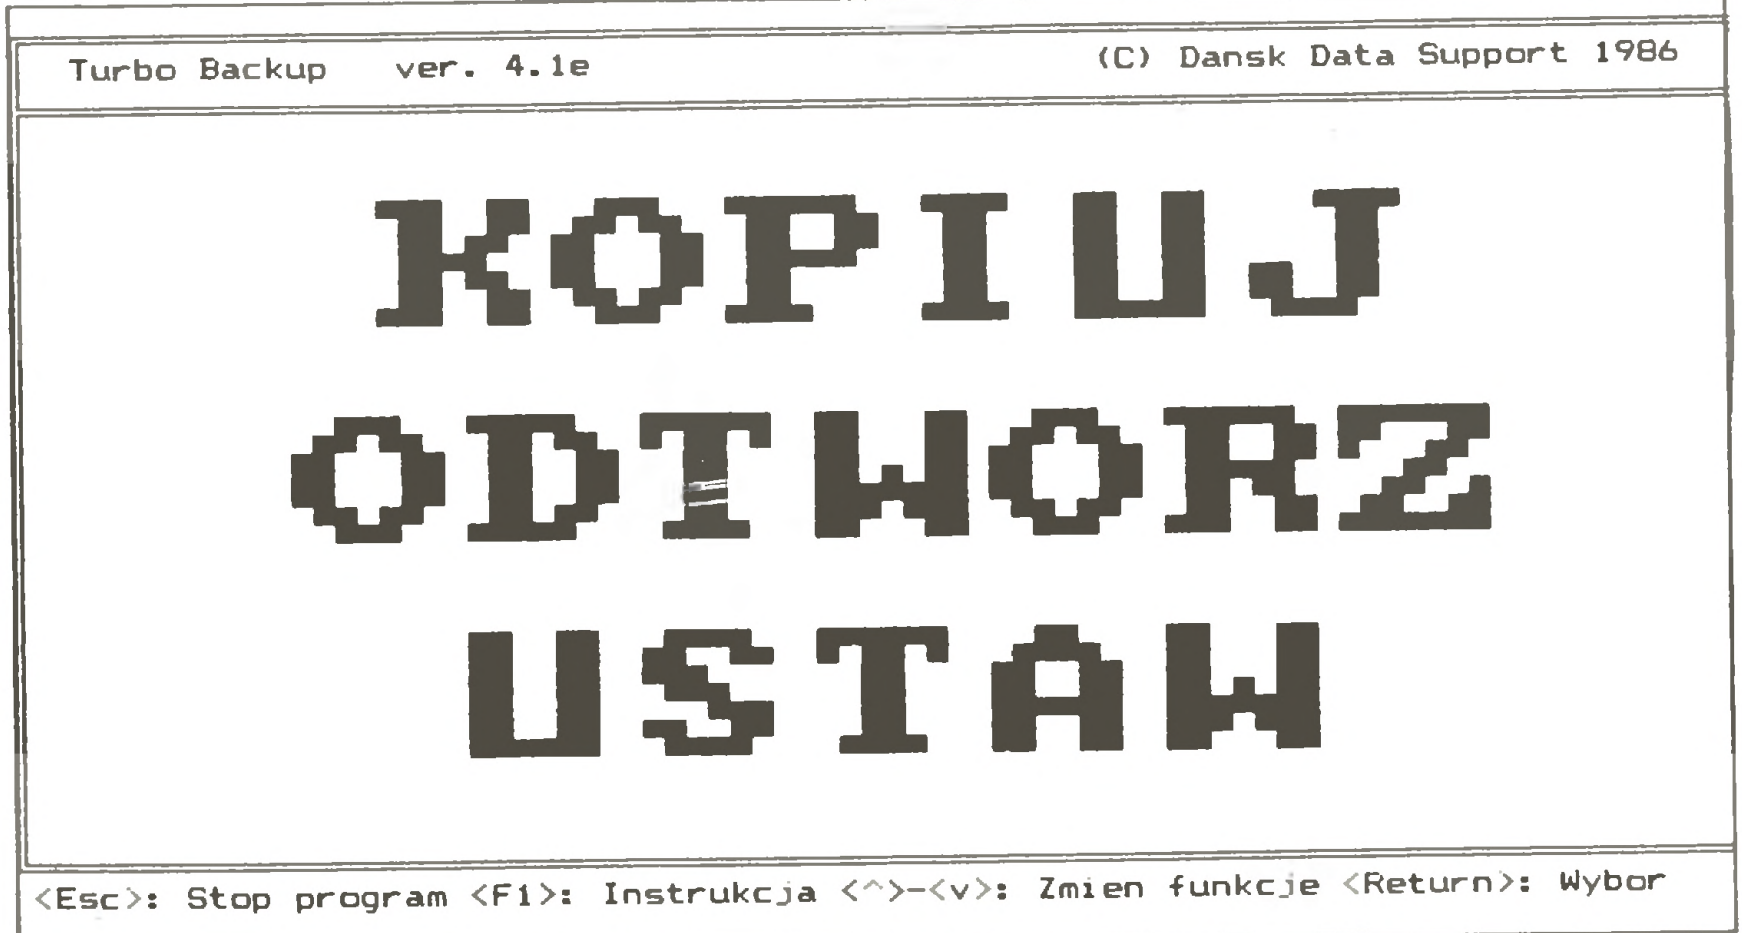 Turbo Backup ver. 4.1e (C) Dansk Data Support 1986
KOPIUJ
ODTWORZ
USTAW
<Esc>: Stop program <F1>: Instrukcja <^>-<v>: Zmien funkcje <Return>: Wybor